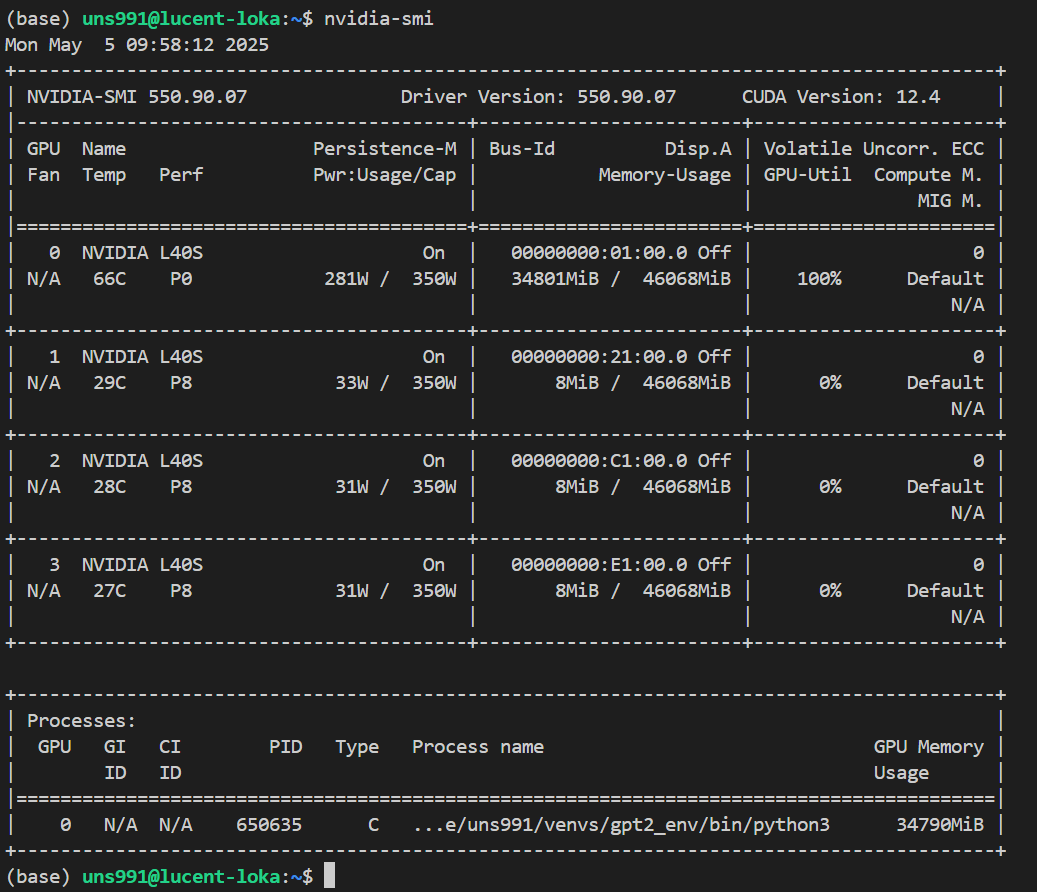 (base) uns991@lucent-loka:~$ nvidia-smi
Mon May  5 09:58:12 2025
+-----------------------------------------------------------------------------------------+
| NVIDIA-SMI 550.90.07              Driver Version: 550.90.07      CUDA Version: 12.4     |
|-----------------------------------------+------------------------+----------------------+
| GPU  Name                 Persistence-M | Bus-Id          Disp.A | Volatile Uncorr. ECC |
| Fan  Temp   Perf          Pwr:Usage/Cap |           Memory-Usage | GPU-Util  Compute M. |
|                                         |                        |               MIG M. |
|=========================================+========================+======================|
|   0  NVIDIA L40S                    On  |   00000000:01:00.0 Off |                    0 |
| N/A   66C    P0            281W /  350W |   34801MiB /  46068MiB |    100%      Default |
|                                         |                        |                  N/A |
+-----------------------------------------+------------------------+----------------------+
|   1  NVIDIA L40S                    On  |   00000000:21:00.0 Off |                    0 |
| N/A   29C    P8             33W /  350W |       8MiB /  46068MiB |      0%      Default |
|                                         |                        |                  N/A |
+-----------------------------------------+------------------------+----------------------+
|   2  NVIDIA L40S                    On  |   00000000:C1:00.0 Off |                    0 |
| N/A   28C    P8             31W /  350W |       8MiB /  46068MiB |      0%      Default |
|                                         |                        |                  N/A |
+-----------------------------------------+------------------------+----------------------+
|   3  NVIDIA L40S                    On  |   00000000:E1:00.0 Off |                    0 |
| N/A   27C    P8             31W /  350W |       8MiB /  46068MiB |      0%      Default |
|                                         |                        |                  N/A |
+-----------------------------------------+------------------------+----------------------+

+-----------------------------------------------------------------------------------------+
| Processes:                                                                              |
|  GPU   GI   CI        PID   Type   Process name                              GPU Memory |
|        ID   ID                                                               Usage      |
|=========================================================================================|
|    0   N/A  N/A    650635      C   ...e/uns991/venvs/gpt2_env/bin/python3      34790MiB |
+-----------------------------------------------------------------------------------------+
(base) uns991@lucent-loka:~$